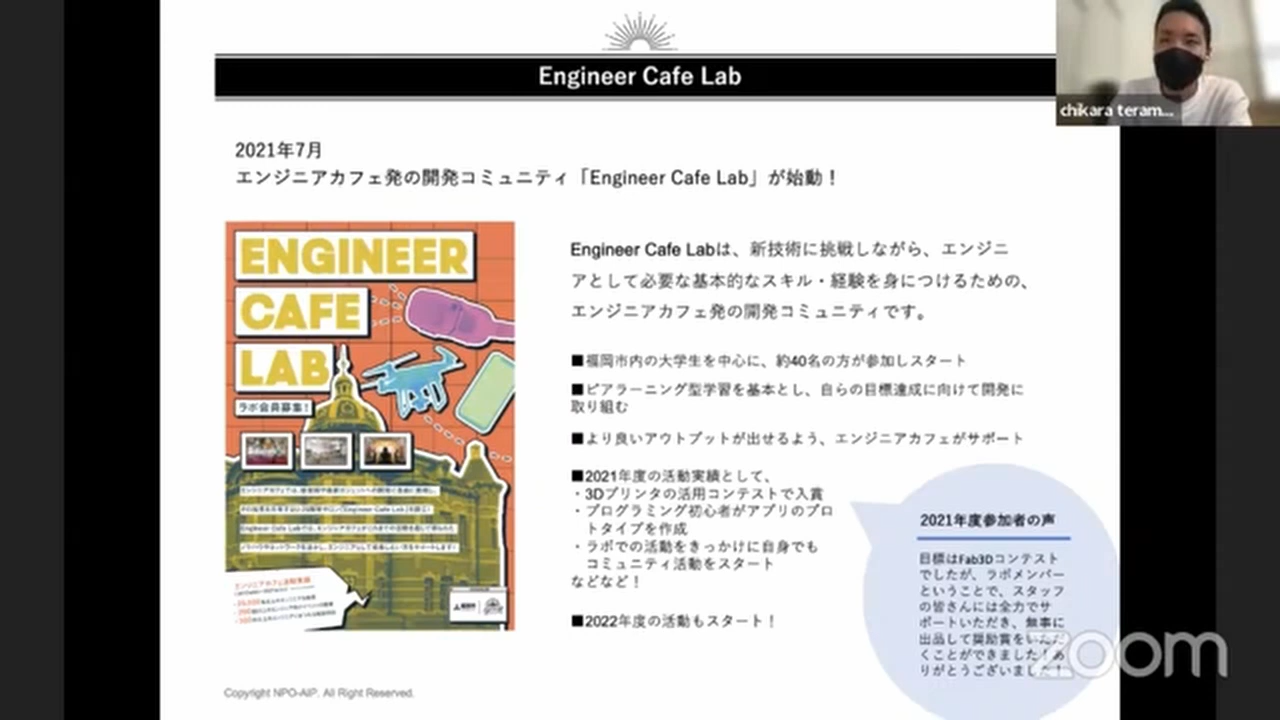 Engineer Cafe Lab
chikara teram...
2021年7月
エンジニアカフェ発の開発コミュニティ「Engineer Cafe Lab」が始動！
ENGINEER
CAFE
LAB
ラボ会員募集！
Engineer Cafe Labは、新技術に挑戦しながら、エンジニ
アとして必要な基本的なスキル・経験を身につけるための、
エンジニアカフェ発の開発コミュニティです。
■福岡市内の大学生を中心に、約40名の方が参加しスタート
■ピアラーニング型学習を基本とし、自らの目標達成に向けて開発に
取り組む
■より良いアウトプットが出せるよう、エンジニアカフェがサポート
■2021年度の活動実績として、
・3Dプリンタの活用コンテストで入賞
・プログラミング初心者がアプリのプロ
トタイプを作成
・ラボでの活動をきっかけに自身でも
コミュニティ活動をスタート
などなど！
■2022年度の活動もスタート！
2021年度参加者の声
目標はFab3Dコンテスト
でしたが、ラボメンバー
ということで、スタッフ
の皆さんには全力でサ
ポートいただき、無事に
出品して奨励賞をいただ
くことができました！あ
りがとうございました！
zoom
Copyright NPO-AIP. All Right Reserved.